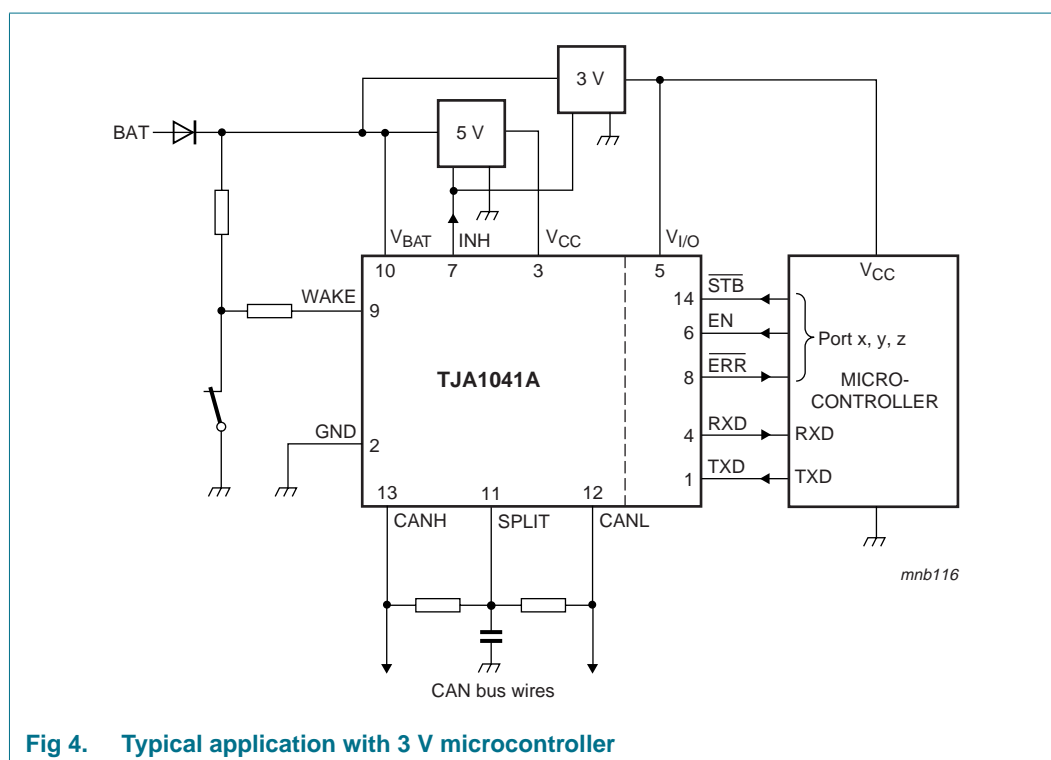 3 V
BAT
5 V
VBAT
INH
VCC
VI/O
10
7
3
5
VCC
WAKE
9
14
STB
6
EN
Port x, y, z
8
ERR
TJA1041A
MICRO-
CONTROLLER
GND
2
4
RXD
RXD
1
TXD
TXD
13
11
12
CANH
SPLIT
CANL
mnb116
CAN bus wires
Fig 4. Typical application with 3 V microcontroller